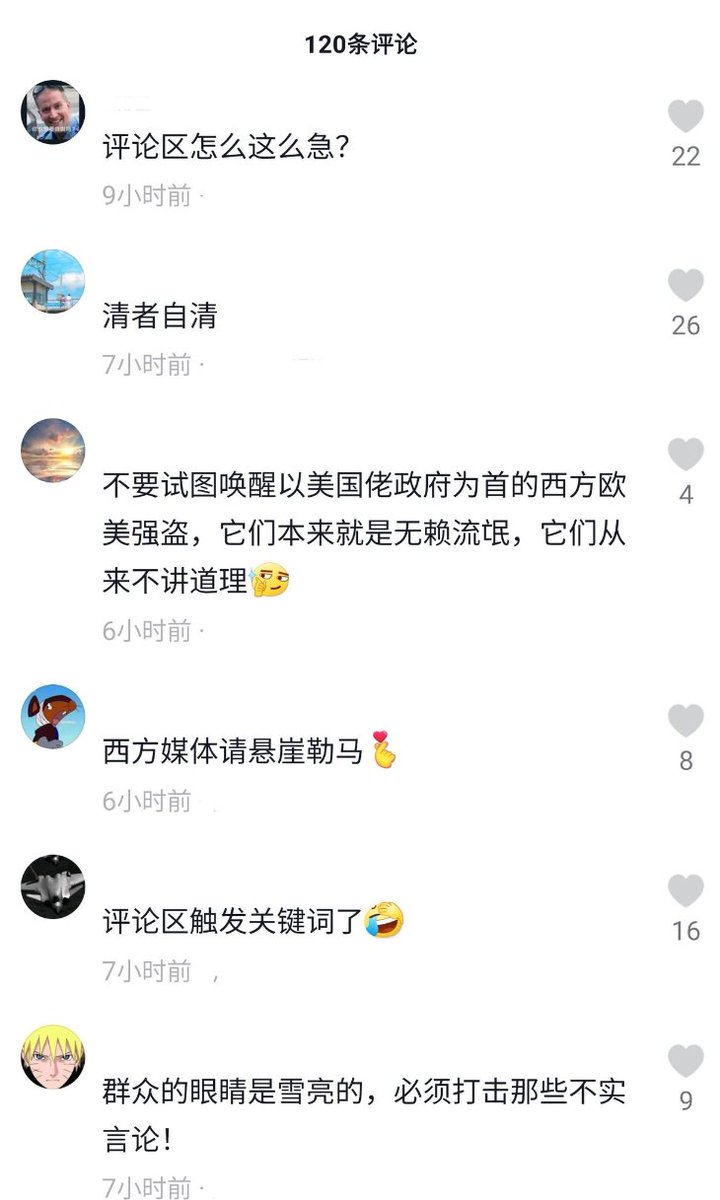 120条评论
评论区怎么这么急？
9小时前 ·
22
清者自清
7小时前 ·
26
不要试图唤醒以美国佬政府为首的西方欧
美强盗，它们本来就是无赖流氓，它们从
来不讲道理
6小时前 ·
4
西方媒体请悬崖勒马
6小时前 ·
8
评论区触发关键词了
7小时前
16
群众的眼睛是雪亮的，必须打击那些不实
言论！
7小时前 ·
9